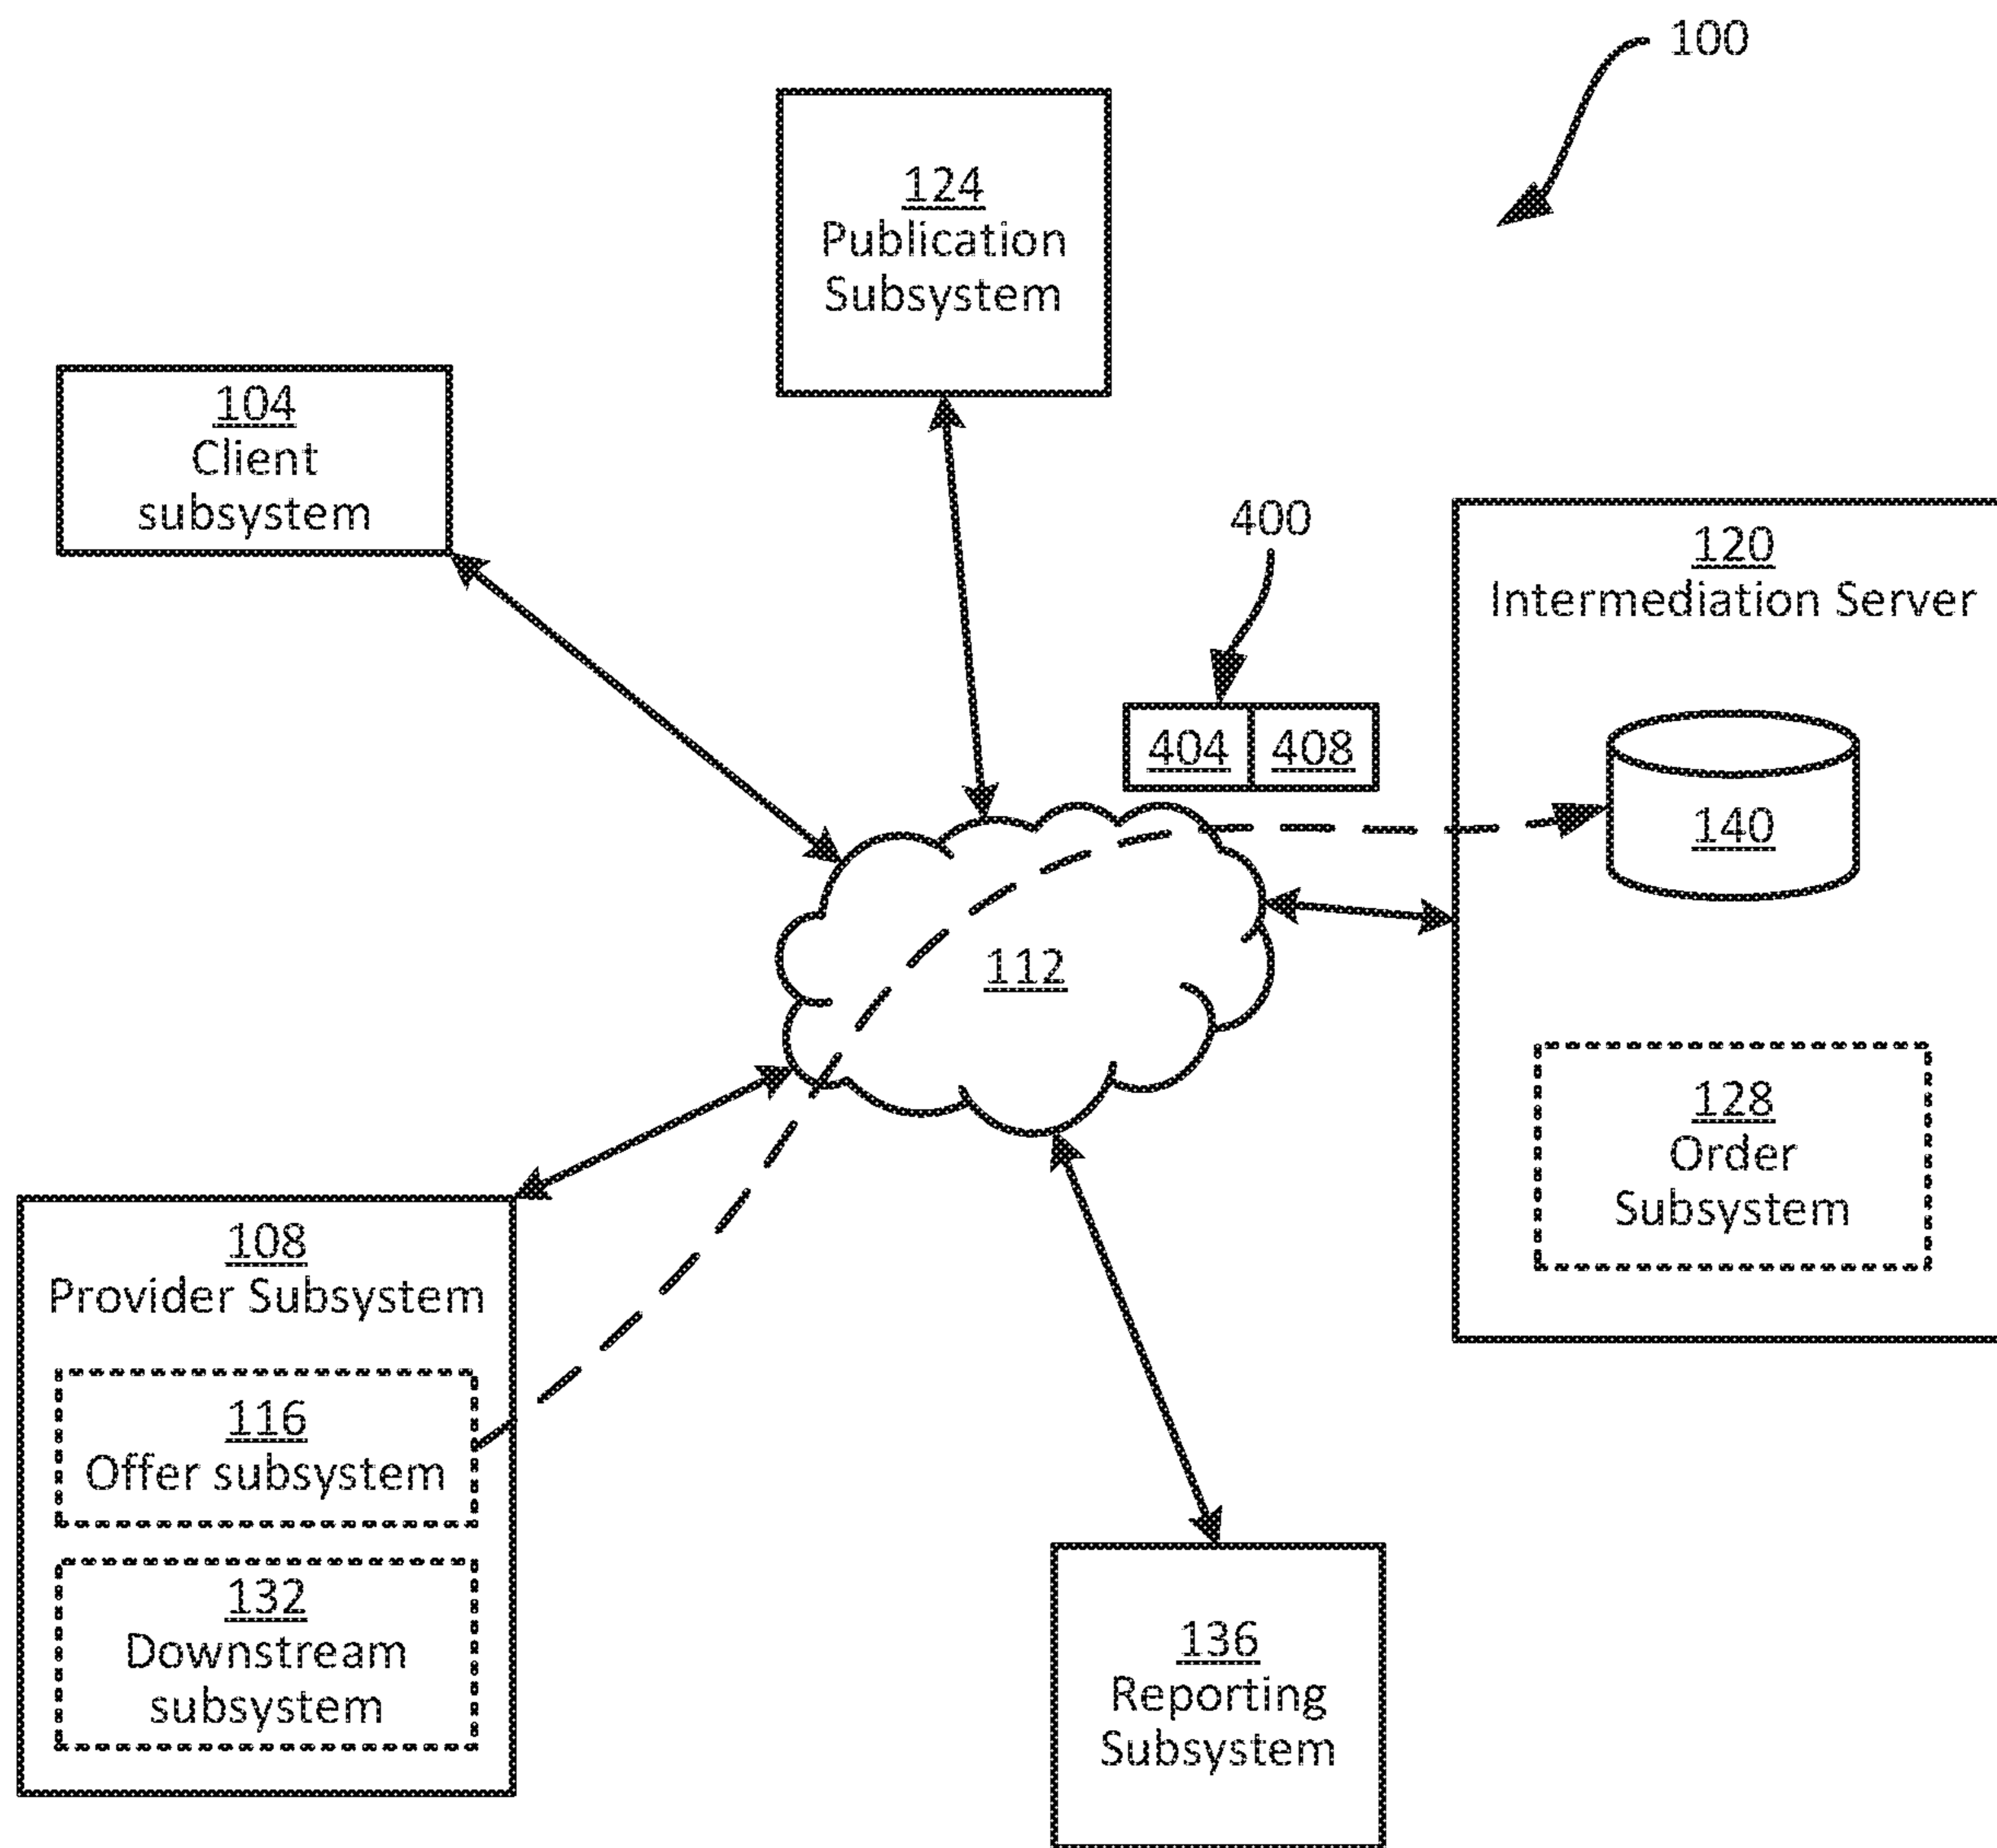 100
124
Publication
Subsystem
104
Client
subsystem
400
404 408
120
Intermediation Server
140
112
128
Order
Subsystem
108
Provider Subsystem
116
Offer subsystem
132
Downstream
subsystem
136
Reporting
Subsystem